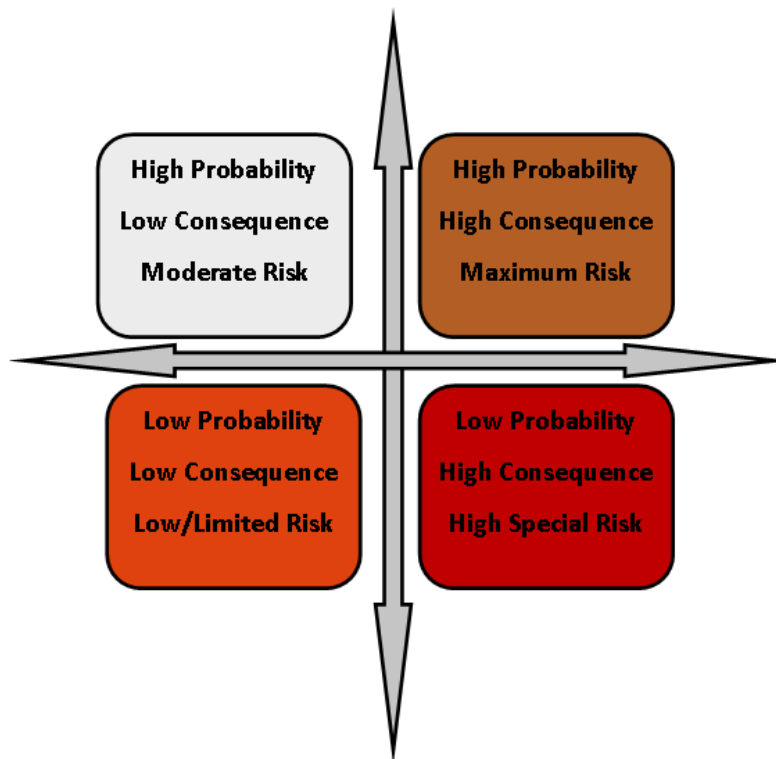 High Probability
Low Consequence
Moderate Risk
High Probability
High Consequence
Maximum Risk
Low Probability
Low Consequence
Low/Limited Risk
Low Probability
High Consequence
High Special Risk